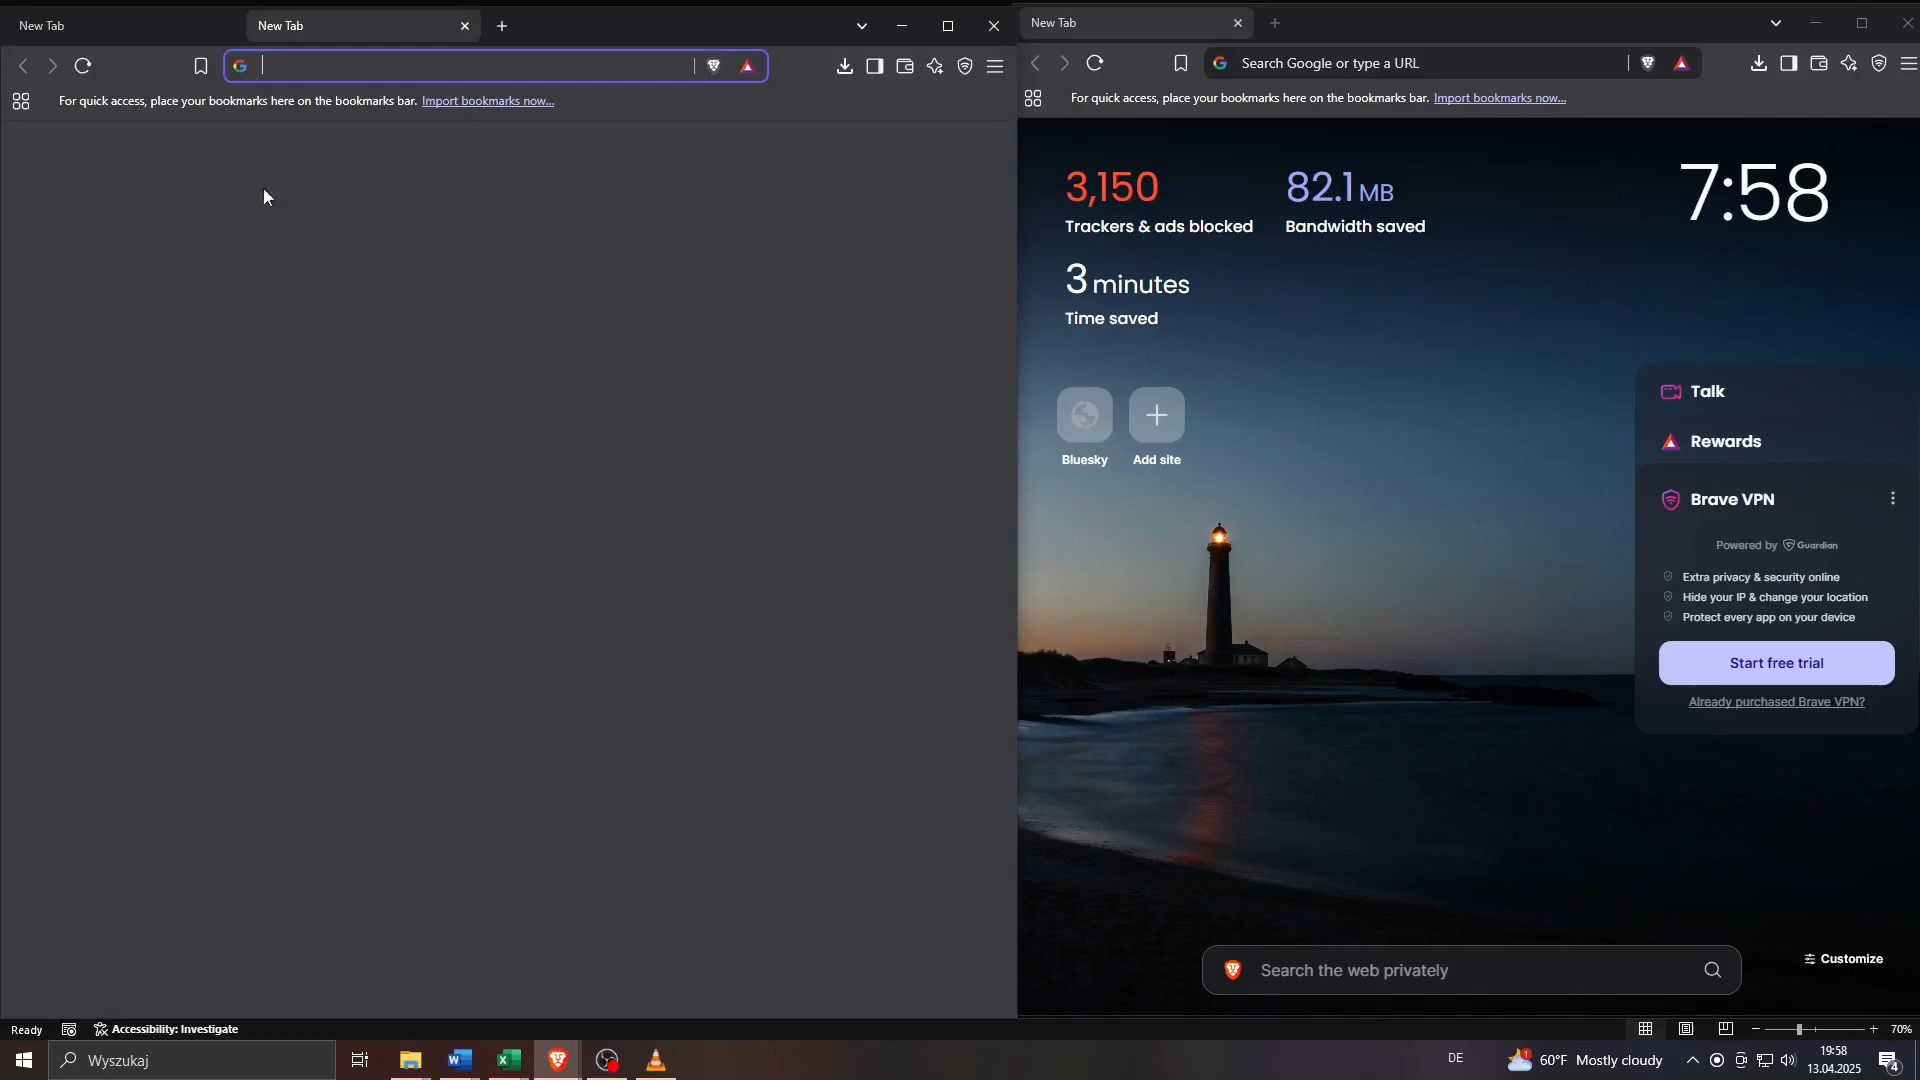 New Tab
New Tab
For quick access, place your bookmarks here on the bookmarks bar. Import bookmarks now...
New Tab
Search Google or type a URL
For quick access, place your bookmarks here on the bookmarks bar. Import bookmarks now...
3,150
Trackers & ads blocked
82.1 MB
Bandwidth saved
7:58
3 minutes
Time saved
Bluesky
Add site
Talk
Rewards
Brave VPN
Powered by Guardian
Extra privacy & security online
Hide your IP & change your location
Protect every app on your device
Start free trial
Already purchased Brave VPN?
Search the web privately
Customize
Ready
Accessibility: Investigate
70%
Wyszukaj
DE
1
60°F Mostly cloudy
19:58
13.04.2025
4